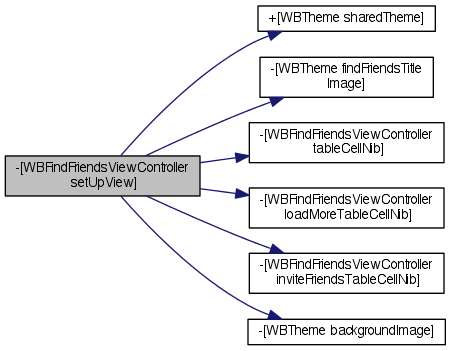 +[WBTheme sharedTheme]
-[WBTheme findFriendsTitle
Image]
-[WBFindFriendsViewController
tableCellNib]
-[WBFindFriendsViewController
setUpView]
-[WBFindFriendsViewController
loadMoreTableCellNib]
-[WBFindFriendsViewController
inviteFriendsTableCellNib]
-[WBTheme backgroundImage]